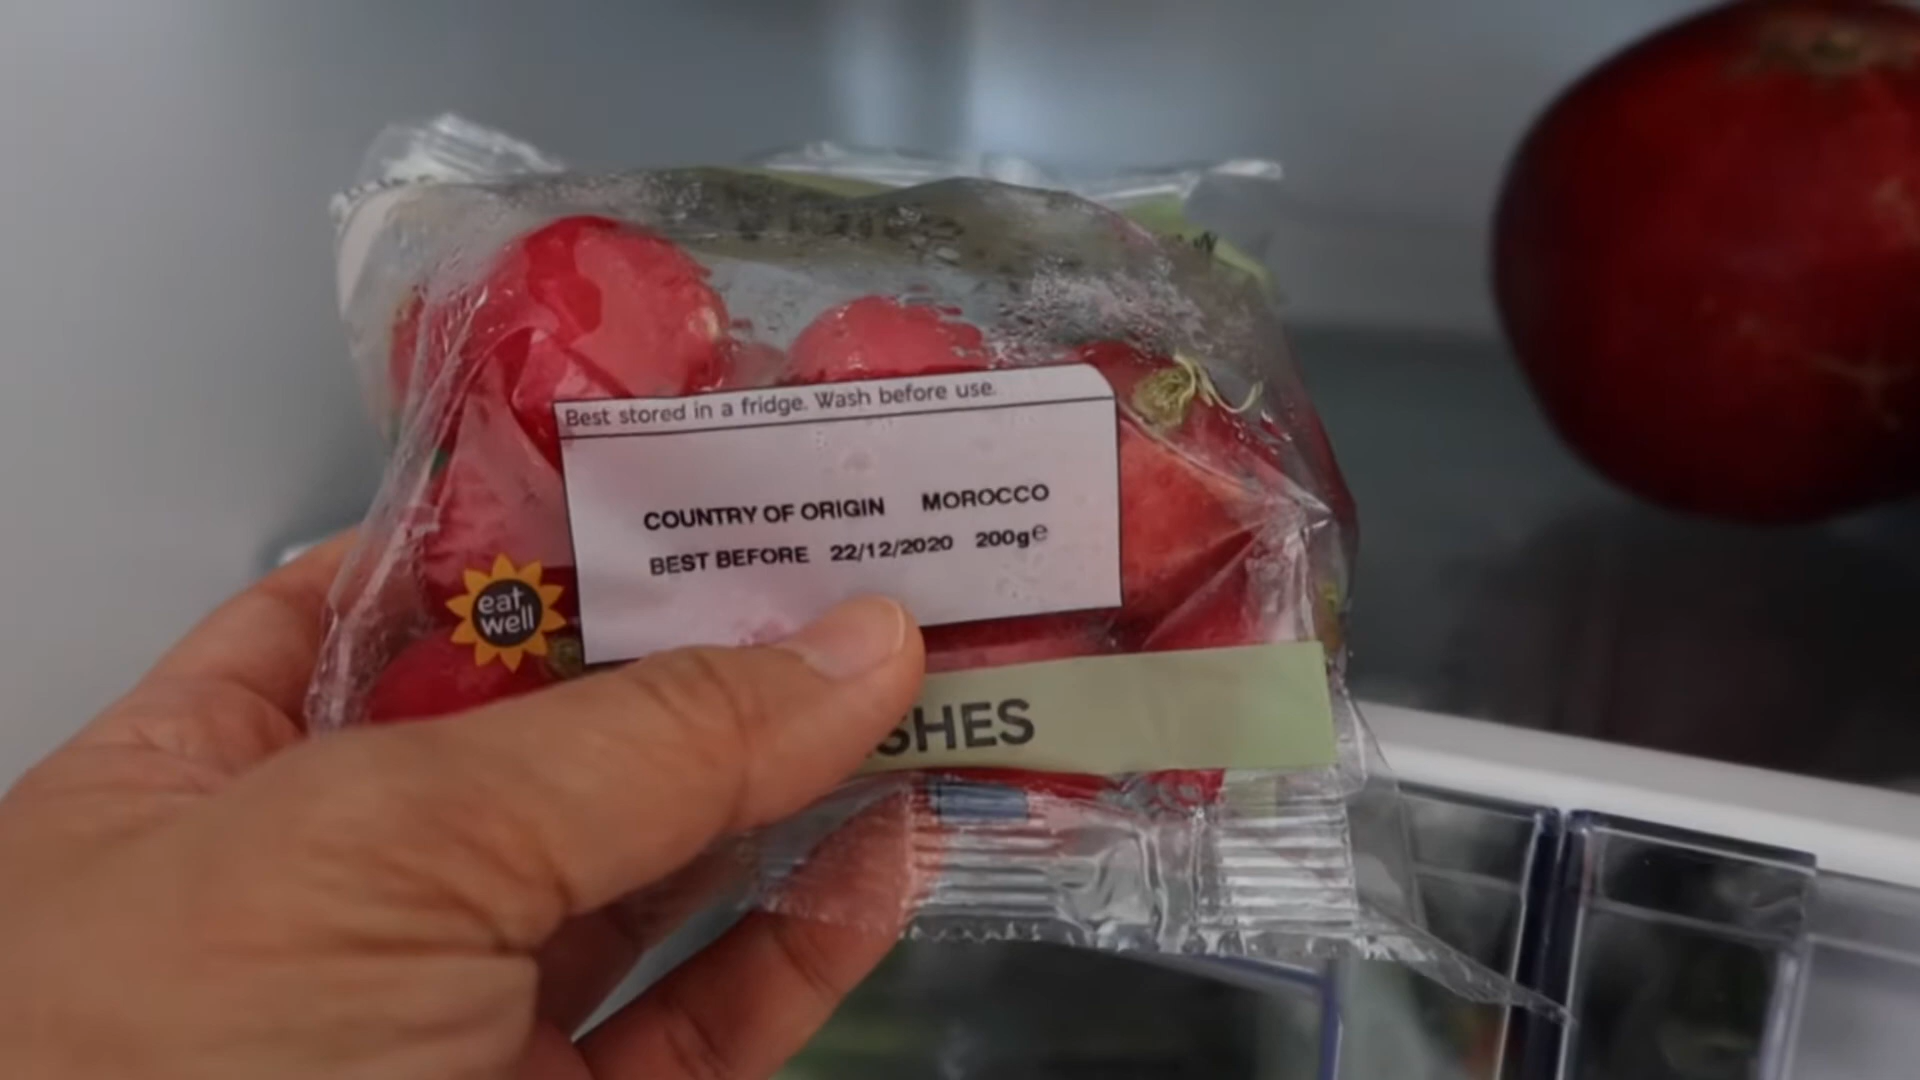 Best stored in a fridge. Wash before use.
COUNTRY OF ORIGIN MOROCCO
BEST BEFORE 22/12/2020 200g℮
eat
well
SHES